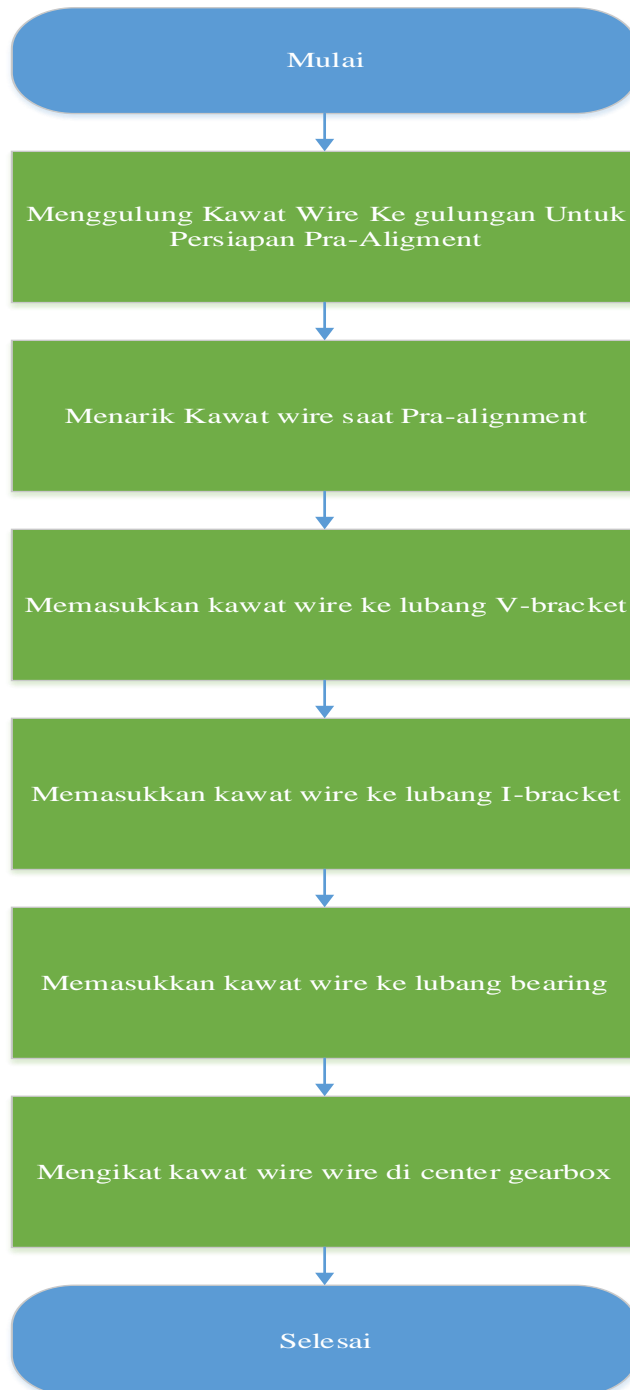 Mulai
Menggulung Kawat Wire Ke gulungan Untuk
Persiapan Pra-Aligment
Menarik Kawat wire saat Pra-alignment
Memasukkan kawat wire ke lubang V-bracket
Memasukkan kawat wire ke lubang I-bracket
Memasukkan kawat wire ke lubang bearing
Mengikat kawat wire wire di center gearbox
Selesai